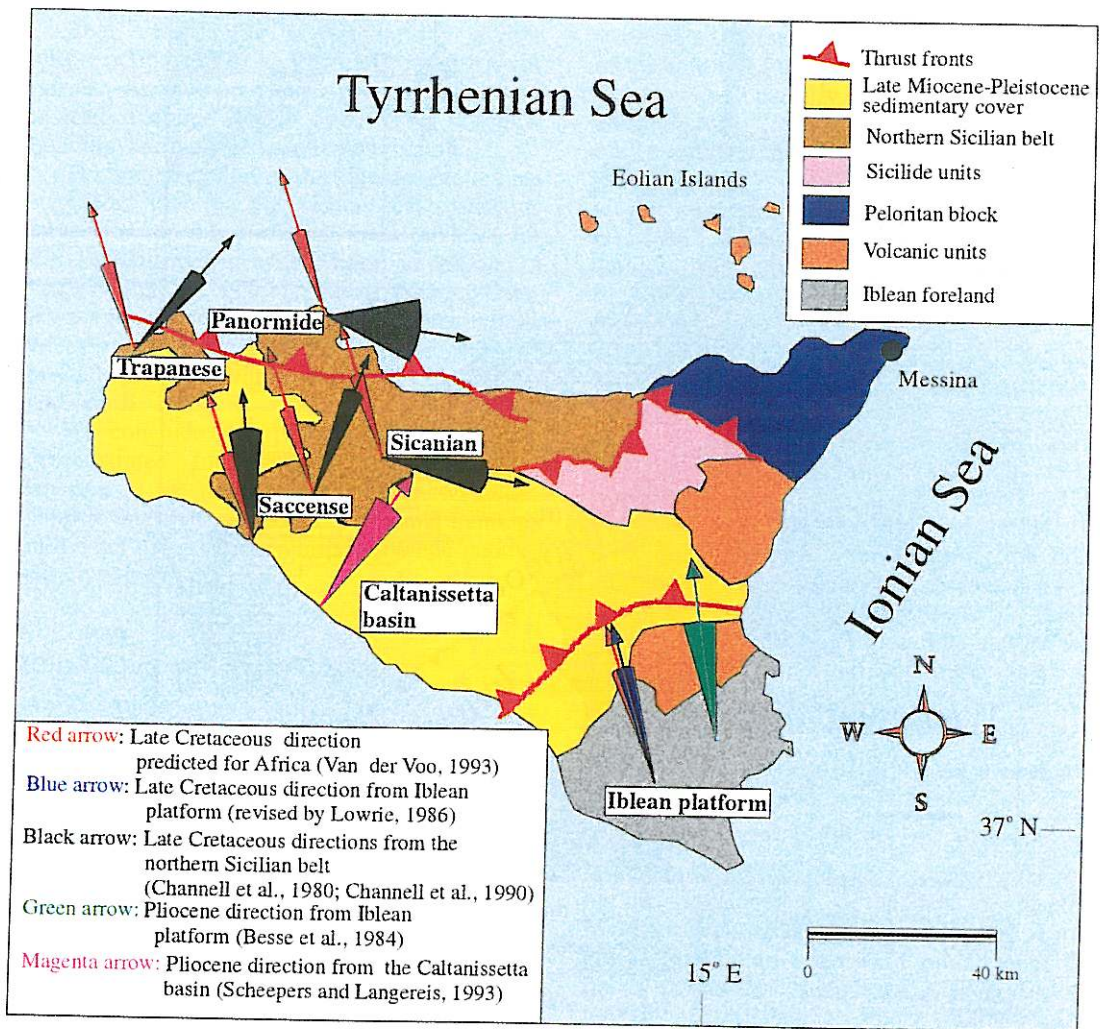 Tyrrhenian Sea
Thrust fronts
Late Miocene-Pleistocene
sedimentary cover
Northern Sicilian belt
Sicilide units
Peloritan block
Volcanic units
Iblean foreland
Eolian Islands
Panormide
Trapanese
Messina
Sicanian
Saccense
Caltanissetta
basin
Ionian Sea
N
W
E
S
Iblean platform
37° N
15° E
0
40 km
Red arrow: Late Cretaceous direction
predicted for Africa (Van der Voo, 1993)
Blue arrow: Late Cretaceous direction from Iblean
platform (revised by Lowrie, 1986)
Black arrow: Late Cretaceous directions from the
northern Sicilian belt
(Channell et al., 1980; Channell et al., 1990)
Green arrow: Pliocene direction from Iblean
platform (Besse et al., 1984)
Magenta arrow: Pliocene direction from the Caltanissetta
basin (Scheepers and Langereis, 1993)